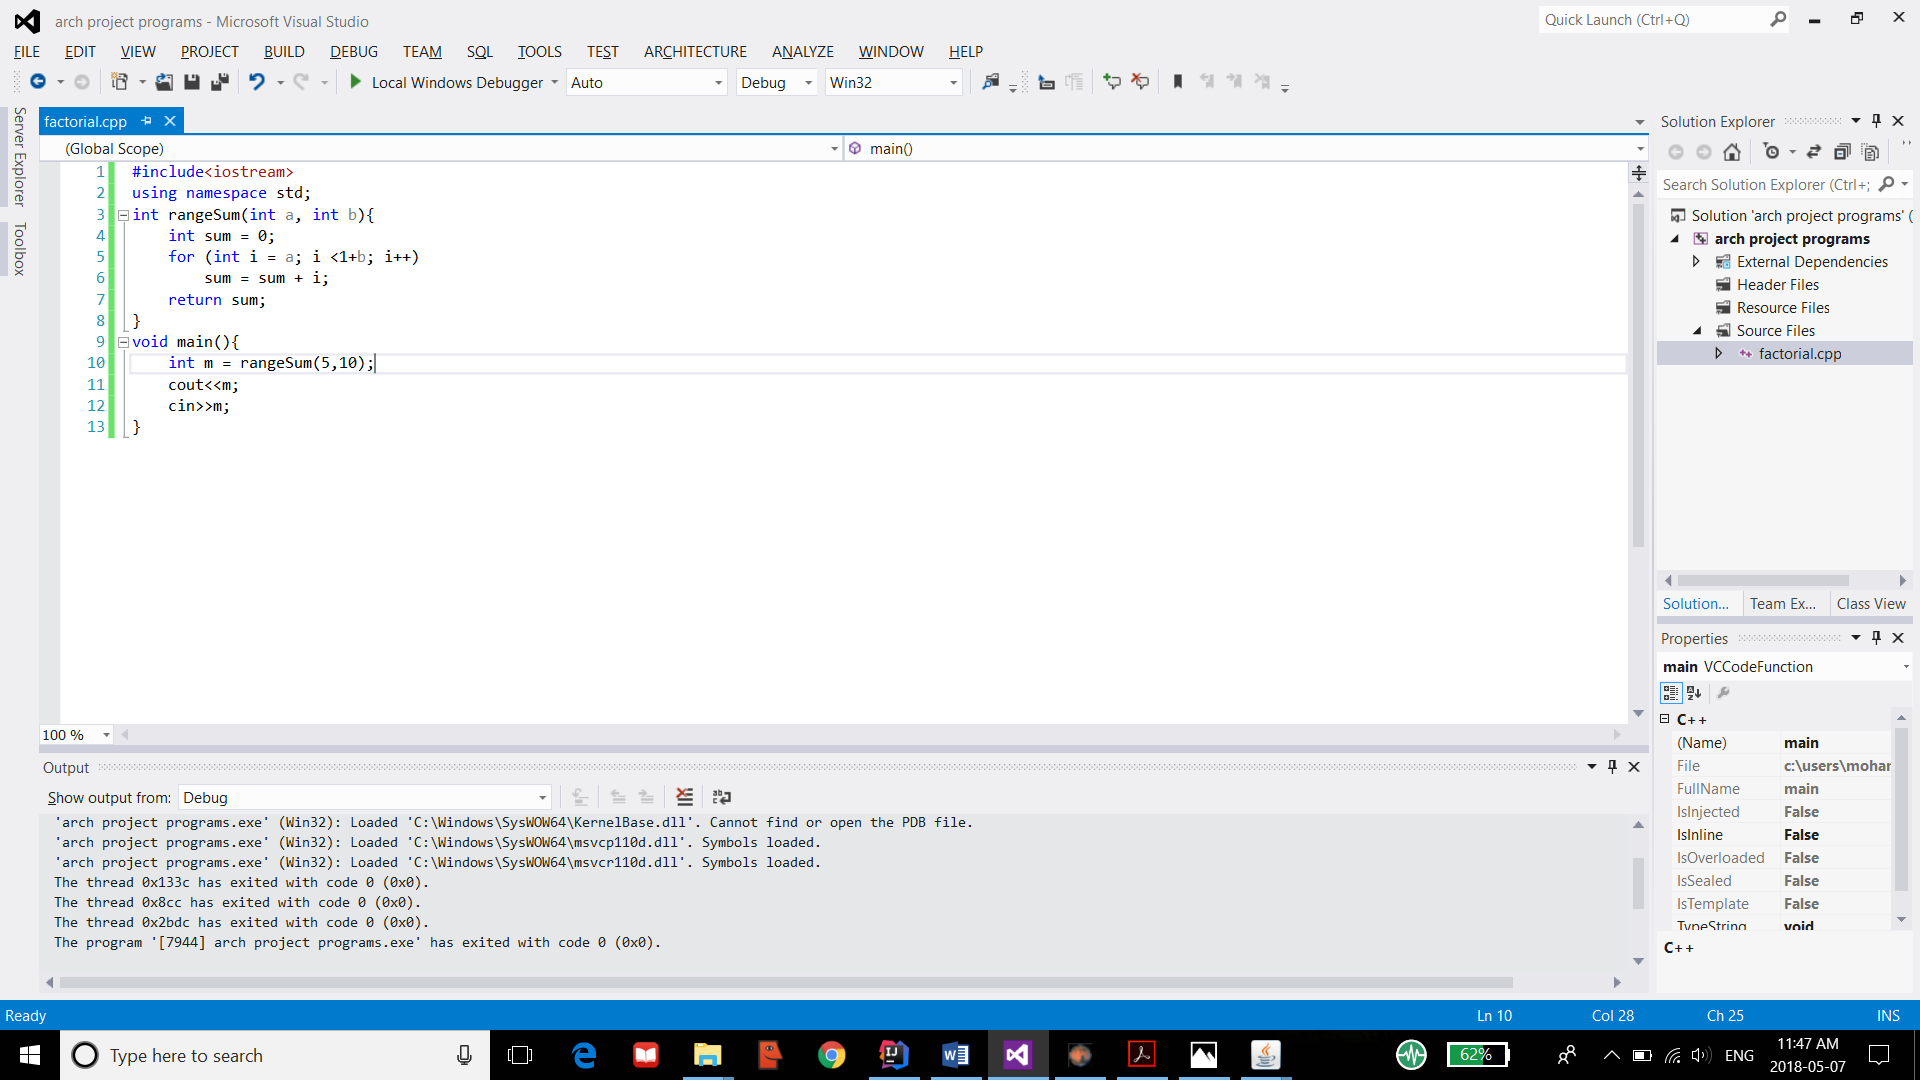 arch project programs - Microsoft Visual Studio
Quick Launch (Ctrl+Q)
FILE EDIT VIEW PROJECT BUILD DEBUG TEAM SQL TOOLS TEST ARCHITECTURE ANALYZE WINDOW HELP
Local Windows Debugger Auto Debug Win32
Server Explorer
Toolbox
factorial.cpp
(Global Scope) main()
1 #include<iostream>
2 using namespace std;
3 int rangeSum(int a, int b){
4 int sum = 0;
5 for (int i = a; i <1+b; i++)
6 sum = sum + i;
7 return sum;
8 }
9 void main(){
10 int m = rangeSum(5,10);
11 cout<<m;
12 cin>>m;
13 }
100 %
Output
Show output from: Debug
'arch project programs.exe' (Win32): Loaded 'C:\Windows\SysWOW64\KernelBase.dll'. Cannot find or open the PDB file.
'arch project programs.exe' (Win32): Loaded 'C:\Windows\SysWOW64\msvcp110d.dll'. Symbols loaded.
'arch project programs.exe' (Win32): Loaded 'C:\Windows\SysWOW64\msvcr110d.dll'. Symbols loaded.
The thread 0x133c has exited with code 0 (0x0).
The thread 0x8cc has exited with code 0 (0x0).
The thread 0x2bdc has exited with code 0 (0x0).
The program '[7944] arch project programs.exe' has exited with code 0 (0x0).
Solution Explorer
Search Solution Explorer (Ctrl+;
Solution 'arch project programs' (
arch project programs
External Dependencies
Header Files
Resource Files
Source Files
factorial.cpp
Solution... Team Ex... Class View
Properties
main VCCodeFunction
C++
(Name) main
File c:\users\mohar
FullName main
IsInjected False
IsInline False
IsOverloaded False
IsSealed False
IsTemplate False
TypeString void
C++
Ready Ln 10 Col 28 Ch 25 INS
Type here to search
62%
ENG
11:47 AM
2018-05-07